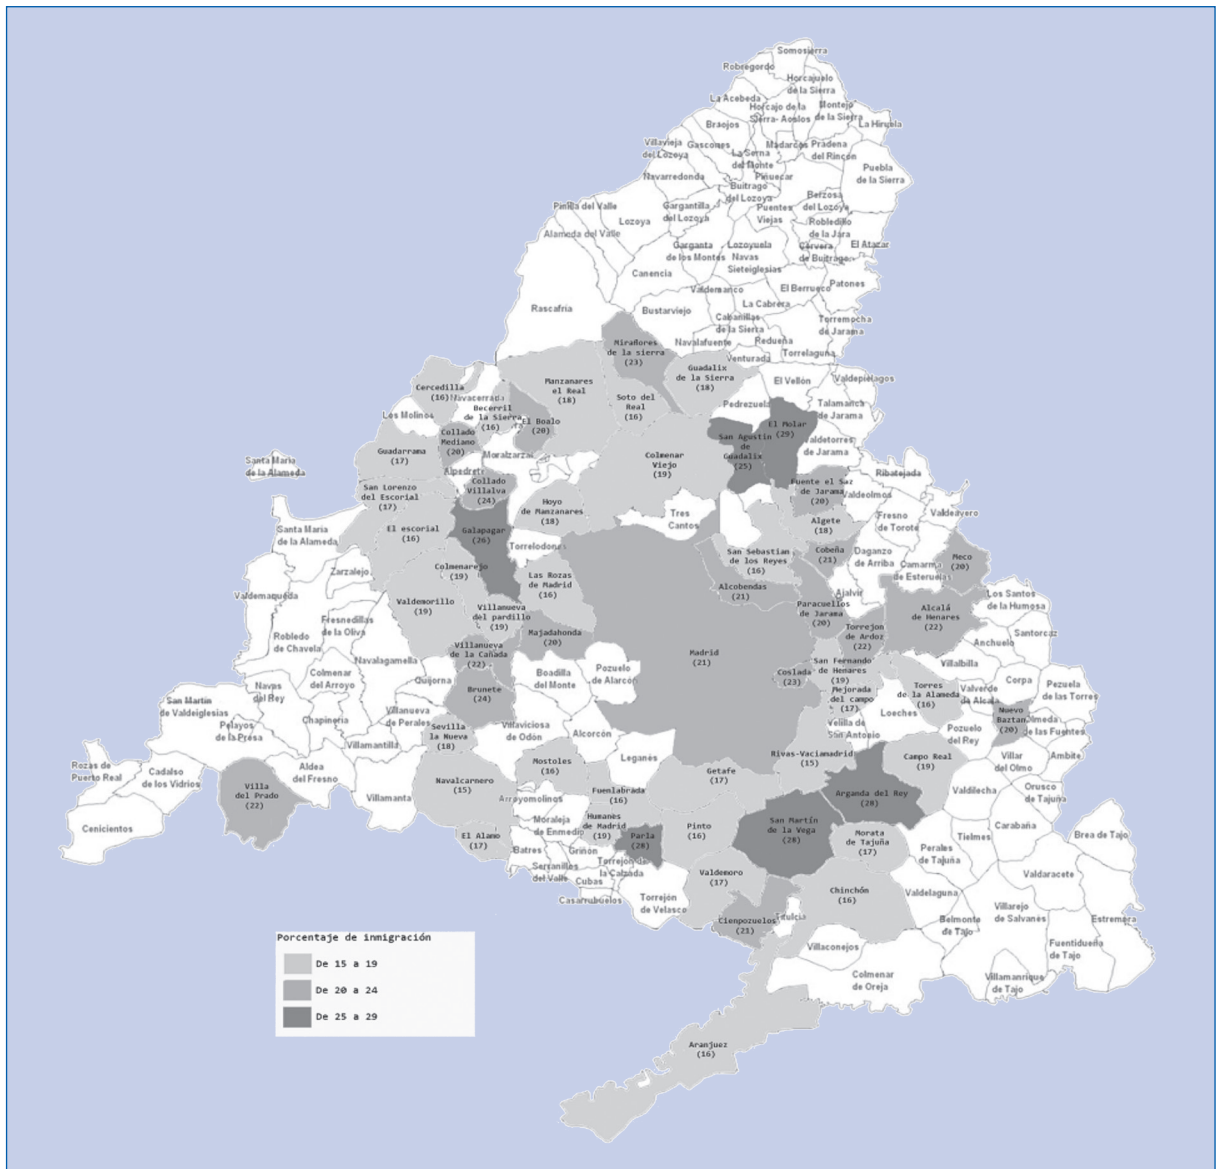 Somosierra
Robregordo
Horcajuelo
de la Sierra
La Acebeda
Horcajo de la
Sierra- Aoslos
Montejo
de la Sierra
La Hiruela
Braojos
Villavieja
del Lozoya
Gascones
La Serna
del Monte
Madarcos
Pradena
del Rincón
Puebla
de la Sierra
Navarredonda
Piñuecar
Buitrago
del Lozoya
Berzosa
del Lozoya
Pinilla del Valle
Gargantilla
del Lozoya
Puentes
Viejas
Robledillo
de la Jara
Lozoya
Alameda del Valle
Garganta
de los Montes
Lozoyuela
Navas
Sieteiglesias
Cervera
de Buitrago
El Atazar
Canencia
Valdemanco
El Berrueco
Patones
Rascafría
Bustarviejo
La Cabrera
Cabanillas
de la Sierra
Torremocha
de Jarama
Miraflores
de la sierra
(23)
Navalafuente
Redueña
Venturada
Torrelaguna
Guadalix
de la Sierra
(18)
El Vellón
Valdepiélagos
Cercedilla
(16)
Navacerrada
Manzanares
el Real
(18)
Soto del
Real
(16)
Pedrezuela
Talamanca
de Jarama
Los Molinos
Becerril
de la Sierra
(16)
El Boalo
(20)
El Molar
(29)
Collado
Mediano
(20)
San Agustín
de
Guadalix
(25)
Valdetorres
de Jarama
Guadarrama
(17)
Moralzarzal
Colmenar
Viejo
(19)
Santa María
de la Alameda
Alpedrete
Collado
Villalva
(24)
Fuente el Saz
de Jarama
(20)
Ribatejada
San Lorenzo
del Escorial
(17)
Hoyo
de Manzanares
(18)
Valdeolmos
Tres
Cantos
Fresno
de Torote
Valdeavero
Santa María
de la Alameda
El escorial
(16)
Galapagar
(26)
Algete
(18)
Torrelodones
San Sebastian
de los Reyes
(16)
Cobeña
(21)
Daganzo
de Arriba
Camarma
de Esteruelas
Meco
(20)
Zarzalejo
Colmenarejo
(19)
Las Rozas
de Madrid
(16)
Alcobendas
(21)
Ajalvir
Valdemaqueda
Valdemorillo
(19)
Villanueva
del pardillo
(19)
Paracuellos
de Jarama
(20)
Alcalá
de Henares
(22)
Los Santos
de la Humosa
Fresnedillas
de la Oliva
Robledo
de Chavela
Majadahonda
(20)
Torrejon
de Ardoz
(22)
Anchuelo
Santorcaz
Villanueva
de la Cañada
(22)
Madrid
(21)
Navalagamella
Colmenar
del Arroyo
Quijorna
Boadilla
del Monte
Pozuelo
de Alarcón
Coslada
(23)
San Fernando
de Henares
(19)
Villalbilla
Corpa
Pezuela
de las Torres
Navas
del Rey
Brunete
(24)
Mejorada
del campo
(17)
Torres
de la Alameda
(16)
Valverde
de Alcalá
San Martín
de Valdeiglesias
Villanueva
de Perales
Loeches
Nuevo
Baztan
(20)
Olmeda
de las Fuentes
Chapinería
Pelayos
de la Presa
Sevilla
la Nueva
(18)
Villaviciosa
de Odón
Alcorcón
Velilla de
San Antonio
Pozuelo
del Rey
Villamantilla
Leganés
Rivas-Vaciamadrid
(15)
Campo Real
(19)
Villar
del Olmo
Ambite
Rozas de
Puerto Real
Cadalso
de los Vidrios
Aldea
del Fresno
Mostoles
(16)
Getafe
(17)
Villa
del Prado
(22)
Navalcarnero
(15)
Fuenlabrada
(16)
Arganda del Rey
(28)
Valdilecha
Orusco
de Tajuña
Villamanta
Arroyomolinos
Cenicientos
Moraleja
de Enmedio
Humanes
de Madrid
(19)
Parla
(28)
Pinto
(16)
San Martín
de la Vega
(28)
Morata
de Tajuña
(17)
Carabaña
Tielmes
Brea de Tajo
El Alamo
(17)
Batres
Griñón
Perales
de Tajuña
Serranillos
del Valle
Torrejón de
la Calzada
Cubas
Valdemoro
(17)
Valdaracete
Casarrubuelos
Torrejón
de Velasco
Chinchón
(16)
Valdelaguna
Villarejo
de Salvanés
Cienpozuelos
(21)
Titulcia
Belmonte
de Tajo
Estremera
Villaconejos
Fuentidueña
de Tajo
Colmenar
de Oreja
Villamanrique
de Tajo
Aranjuez
(16)
Porcentaje de inmigración
De 15 a 19
De 20 a 24
De 25 a 29